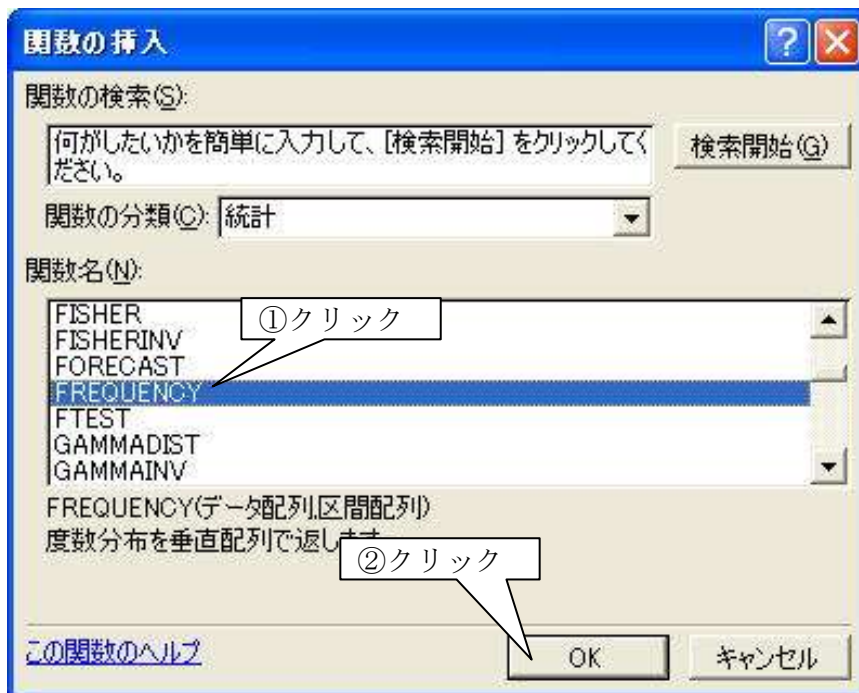 関数の挿入
関数の検索(S):
何がしたいかを簡単に入力して、[検索開始] をクリックしてく
ださい。
検索開始(G)
関数の分類(C): 統計
関数名(N):
FISHER
FISHERINV
FORECAST
FREQUENCY
FTEST
GAMMADIST
GAMMAINV
①クリック
FREQUENCY(データ配列,区間配列)
度数分布を垂直配列で返します
②クリック
この関数のヘルプ
OK
キャンセル